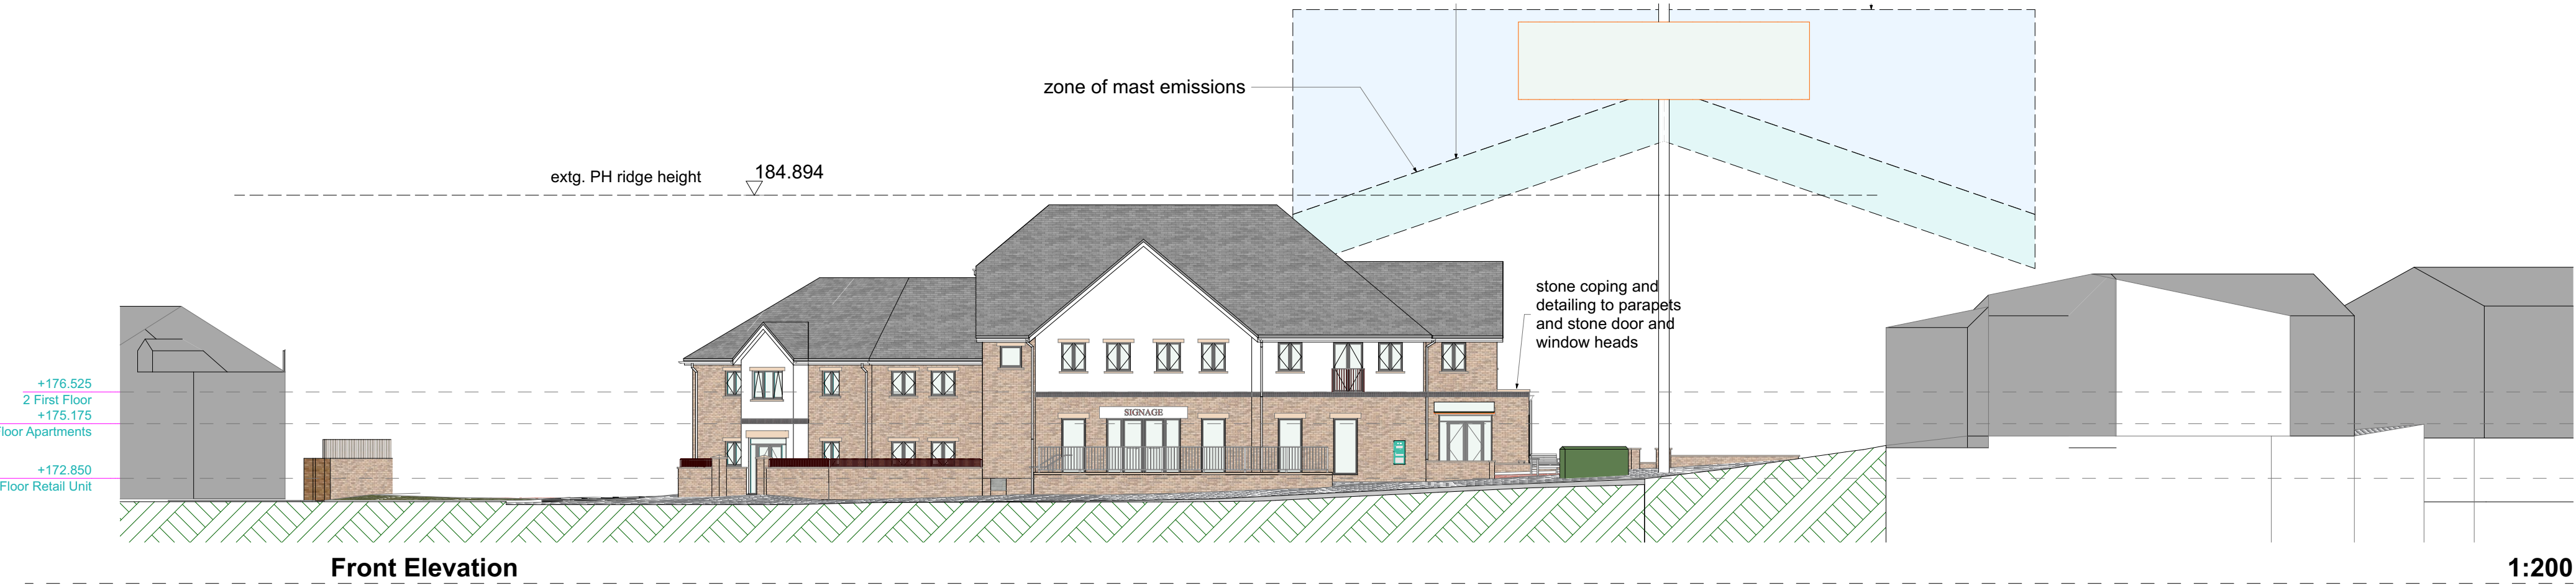 zone of mast emissions
extg. PH ridge height
184.894
stone coping and
detailing to parapets
and stone door and
window heads
+176.525
2 First Floor
+175.175
Floor Apartments
+172.850
Floor Retail Unit
SIGNAGE
Front Elevation
1:200